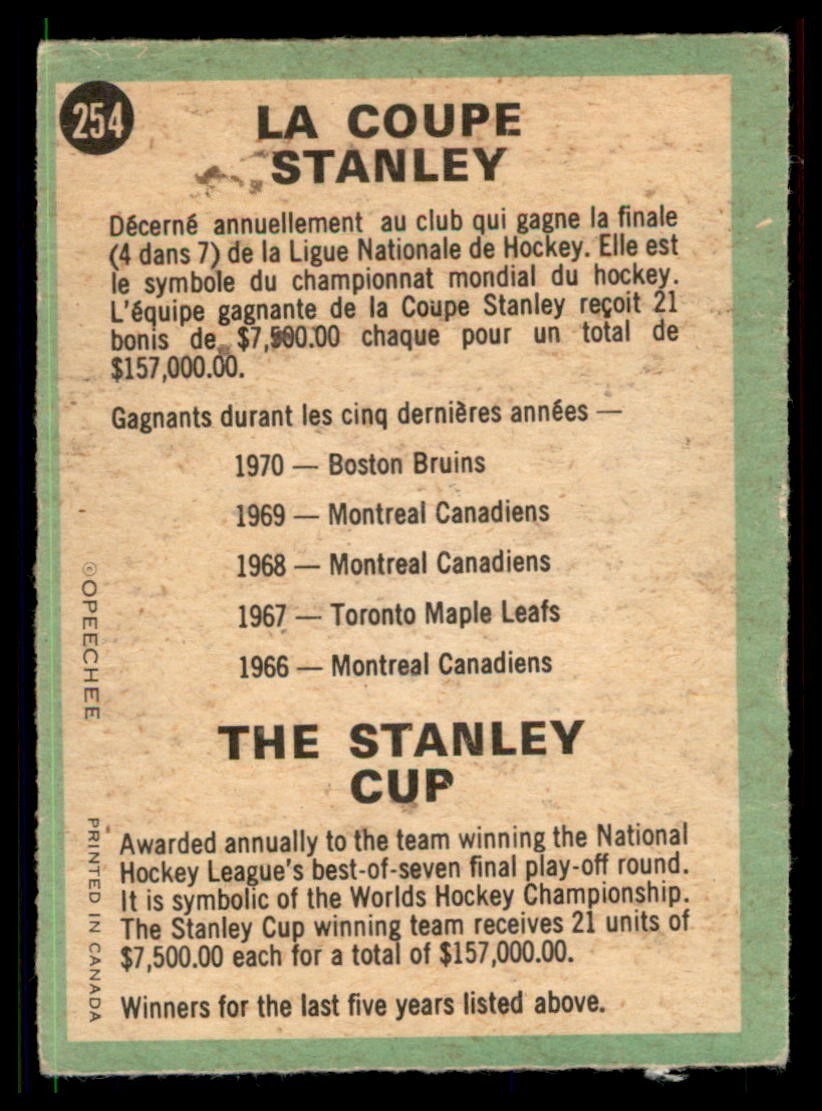 254
LA COUPE
STANLEY
Décerné annuellement au club qui gagne la finale
(4 dans 7) de la Ligue Nationale de Hockey. Elle est
le symbole du championnat mondial du hockey.
L'équipe gagnante de la Coupe Stanley reçoit 21
bonis de $7,500.00 chaque pour un total de
$157,000.00.
Gagnants durant les cinq dernières années —
1970 — Boston Bruins
1969 — Montreal Canadiens
1968 — Montreal Canadiens
1967 — Toronto Maple Leafs
1966 — Montreal Canadiens
THE STANLEY
CUP
Awarded annually to the team winning the National
Hockey League's best-of-seven final play-off round.
It is symbolic of the Worlds Hockey Championship.
The Stanley Cup winning team receives 21 units of
$7,500.00 each for a total of $157,000.00.
Winners for the last five years listed above.
©OPEECHEE
PRINTED IN CANADA